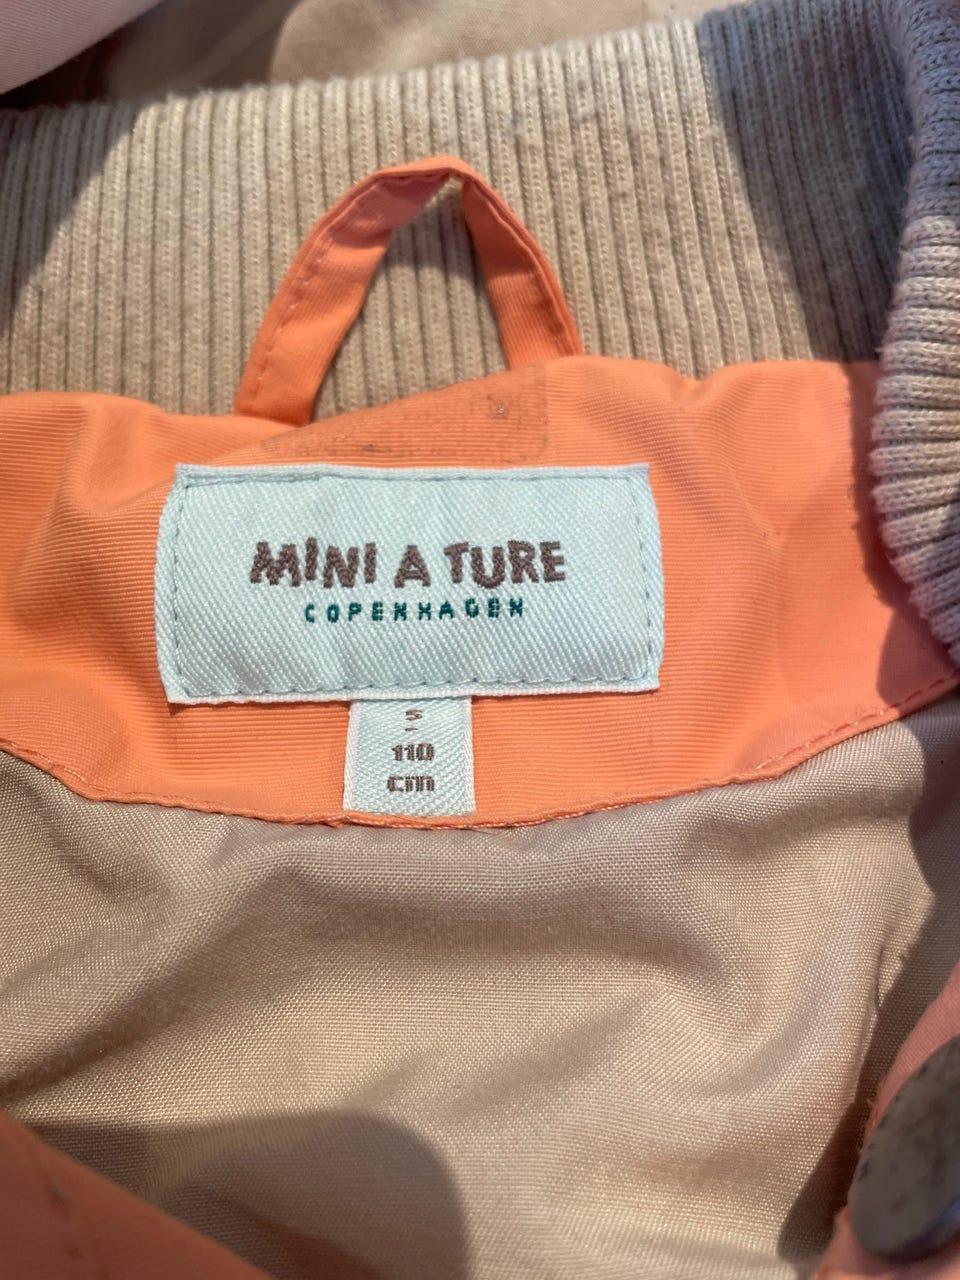 MINI A TURE
COPENHAGEN
5
110
cm